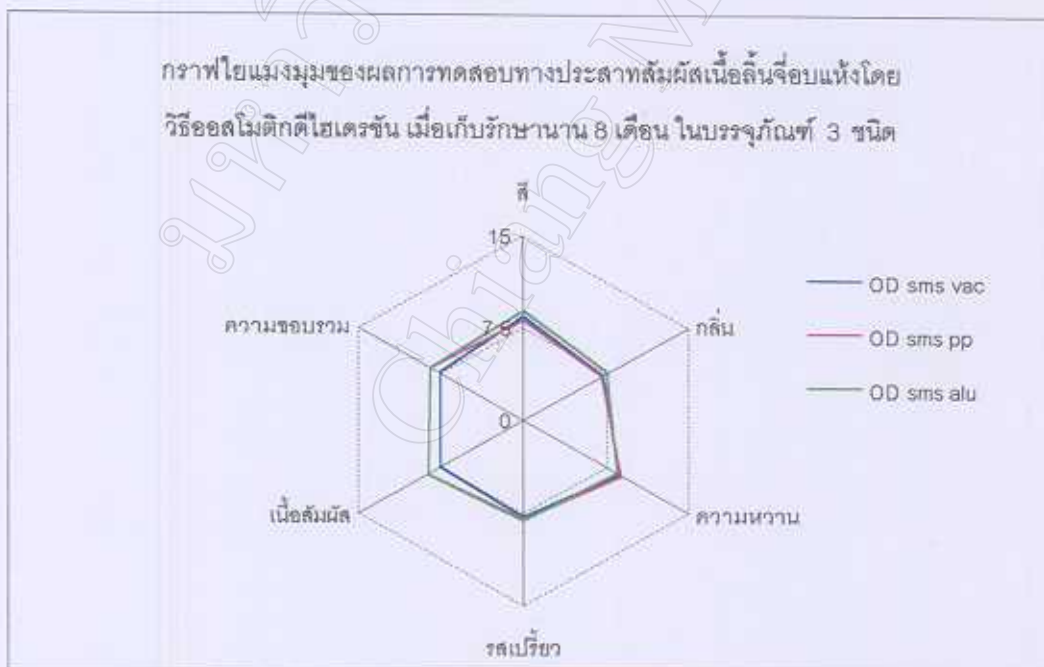 กราฟใยแมงมุมของผลการทดสอบทางประสาทสัมผัสเนื้อลิ้นจี่อบแห้งโดย
วิธีออสโมติกดีไฮเดรชัน เมื่อเก็บรักษานาน 8 เดือน ในบรรจุภัณฑ์ 3 ชนิด
สี
15
ความชอบรวม
7.5
กลิ่น
0
เนื้อสัมผัส
ความหวาน
รสเปรี้ยว
OD sms vac
OD sms pp
OD sms alu
Chiang M